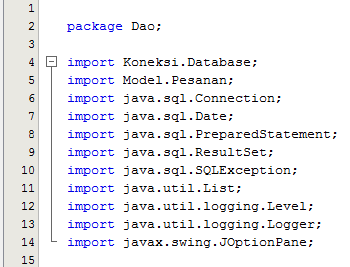 1
2 package Dao;
3
4 import Koneksi.Database;
5 import Model.Pesanan;
6 import java.sql.Connection;
7 import java.sql.Date;
8 import java.sql.PreparedStatement;
9 import java.sql.ResultSet;
10 import java.sql.SQLException;
11 import java.util.List;
12 import java.util.logging.Level;
13 import java.util.logging.Logger;
14 import javax.swing.JOptionPane;
15